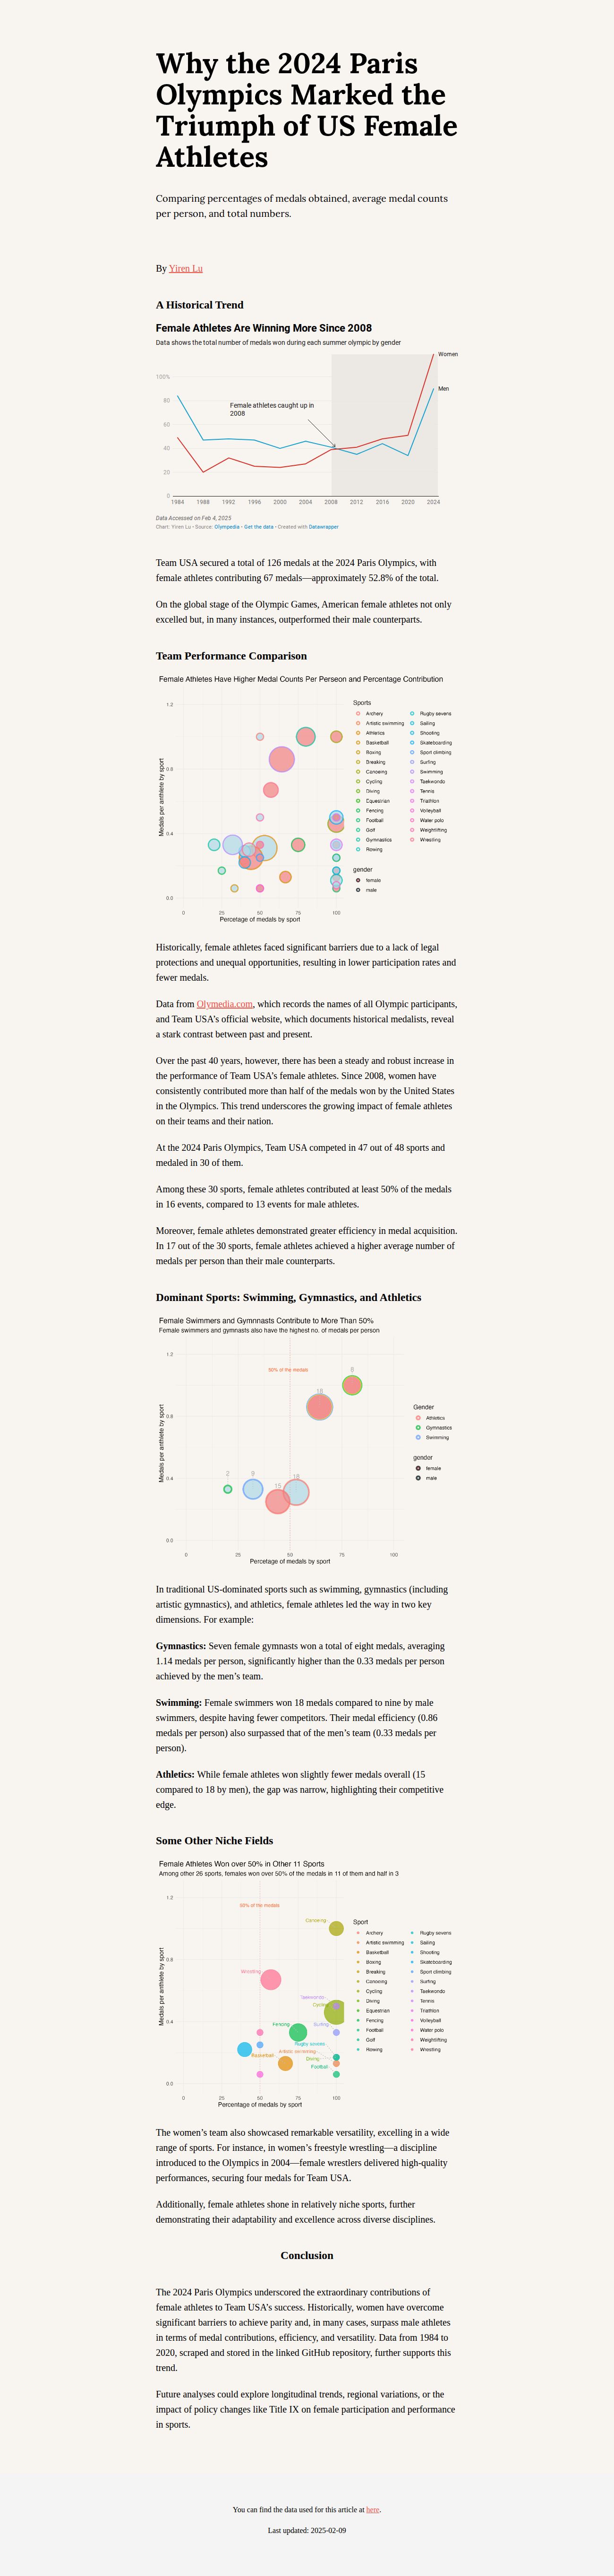 Why the 2024 Paris
Olympics Marked the
Triumph of US Female
Athletes
Comparing percentages of medals obtained, average medal counts
per person, and total numbers.
By Yiren Lu
A Historical Trend
Female Athletes Are Winning More Since 2008
Data shows the total number of medals won during each summer olympic by gender
Women
100%
Men
80
Female athletes caught up in
2008
60
40
20
0
1984 1988 1992 1996 2000 2004 2008 2012 2016 2020 2024
Data Accessed on Feb 4, 2025
Chart: Yiren Lu • Source: Olympedia • Get the data • Created with Datawrapper
Team USA secured a total of 126 medals at the 2024 Paris Olympics, with
female athletes contributing 67 medals—approximately 52.8% of the total.
On the global stage of the Olympic Games, American female athletes not only
excelled but, in many instances, outperformed their male counterparts.
Team Performance Comparison
Female Athletes Have Higher Medal Counts Per Perseon and Percentage Contribution
1.2
0.8
0.4
0.0
Medals per anthlete by sport
0 25 50 75 100
Percetage of medals by sport
Sports
Archery Rugby sevens
Artistic swimming Sailing
Athletics Shooting
Basketball Skateboarding
Boxing Sport climbing
Breaking Surfing
Canoeing Swimming
Cycling Taekwondo
Diving Tennis
Equestrian Triathlon
Fencing Volleyball
Football Water polo
Golf Weightlifting
Gymnastics Wrestling
Rowing
gender
female
male
Historically, female athletes faced significant barriers due to a lack of legal
protections and unequal opportunities, resulting in lower participation rates and
fewer medals.
Data from Olymedia.com, which records the names of all Olympic participants,
and Team USA’s official website, which documents historical medalists, reveal
a stark contrast between past and present.
Over the past 40 years, however, there has been a steady and robust increase in
the performance of Team USA’s female athletes. Since 2008, women have
consistently contributed more than half of the medals won by the United States
in the Olympics. This trend underscores the growing impact of female athletes
on their teams and their nation.
At the 2024 Paris Olympics, Team USA competed in 47 out of 48 sports and
medaled in 30 of them.
Among these 30 sports, female athletes contributed at least 50% of the medals
in 16 events, compared to 13 events for male athletes.
Moreover, female athletes demonstrated greater efficiency in medal acquisition.
In 17 out of the 30 sports, female athletes achieved a higher average number of
medals per person than their male counterparts.
Dominant Sports: Swimming, Gymnastics, and Athletics
Female Swimmers and Gymnnasts Contribute to More Than 50%
Female swimmers and gymnasts also have the highest no. of medals per person
1.2
0.8
0.4
0.0
Medals per anthlete by sport
50% of the medals
8
18
2
9
15
18
0 25 50 75 100
Percetage of medals by sport
Gender
Athletics
Gymnastics
Swimming
gender
female
male
In traditional US-dominated sports such as swimming, gymnastics (including
artistic gymnastics), and athletics, female athletes led the way in two key
dimensions. For example:
Gymnastics: Seven female gymnasts won a total of eight medals, averaging
1.14 medals per person, significantly higher than the 0.33 medals per person
achieved by the men’s team.
Swimming: Female swimmers won 18 medals compared to nine by male
swimmers, despite having fewer competitors. Their medal efficiency (0.86
medals per person) also surpassed that of the men’s team (0.33 medals per
person).
Athletics: While female athletes won slightly fewer medals overall (15
compared to 18 by men), the gap was narrow, highlighting their competitive
edge.
Some Other Niche Fields
Female Athletes Won over 50% in Other 11 Sports
Among other 26 sports, females won over 50% of the medals in 11 of them and half in 3
1.2
0.8
0.4
0.0
Medals per anthlete by sport
50% of the medals
Canoeing
Wrestling
Taekwondo
Cycling
Fencing
Surfing
Rugby sevens
Artistic swimming
Basketball
Diving
Football
0 25 50 75 100
Percentage of medals by sport
Sport
Archery Rugby sevens
Artistic swimming Sailing
Basketball Shooting
Boxing Skateboarding
Breaking Sport climbing
Canoeing Surfing
Cycling Taekwondo
Diving Tennis
Equestrian Triathlon
Fencing Volleyball
Football Water polo
Golf Weightlifting
Rowing Wrestling
The women’s team also showcased remarkable versatility, excelling in a wide
range of sports. For instance, in women’s freestyle wrestling—a discipline
introduced to the Olympics in 2004—female wrestlers delivered high-quality
performances, securing four medals for Team USA.
Additionally, female athletes shone in relatively niche sports, further
demonstrating their adaptability and excellence across diverse disciplines.
Conclusion
The 2024 Paris Olympics underscored the extraordinary contributions of
female athletes to Team USA’s success. Historically, women have overcome
significant barriers to achieve parity and, in many cases, surpass male athletes
in terms of medal contributions, efficiency, and versatility. Data from 1984 to
2020, scraped and stored in the linked GitHub repository, further supports this
trend.
Future analyses could explore longitudinal trends, regional variations, or the
impact of policy changes like Title IX on female participation and performance
in sports.
You can find the data used for this article at here.
Last updated: 2025-02-09